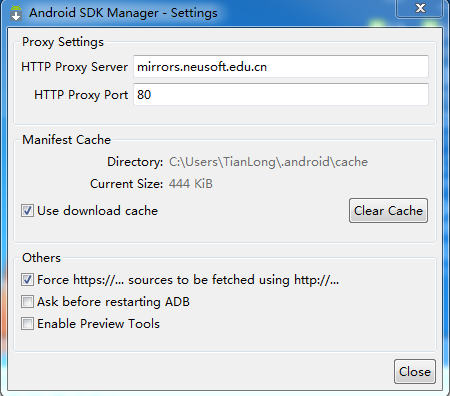 Android SDK Manager - Settings
Proxy Settings
HTTP Proxy Server mirrors.neusoft.edu.cn
HTTP Proxy Port 80
Manifest Cache
Directory: C:\Users\TianLong\.android\cache
Current Size: 444 KiB
Use download cache Clear Cache
Others
Force https://... sources to be fetched using http://...
Ask before restarting ADB
Enable Preview Tools
Close